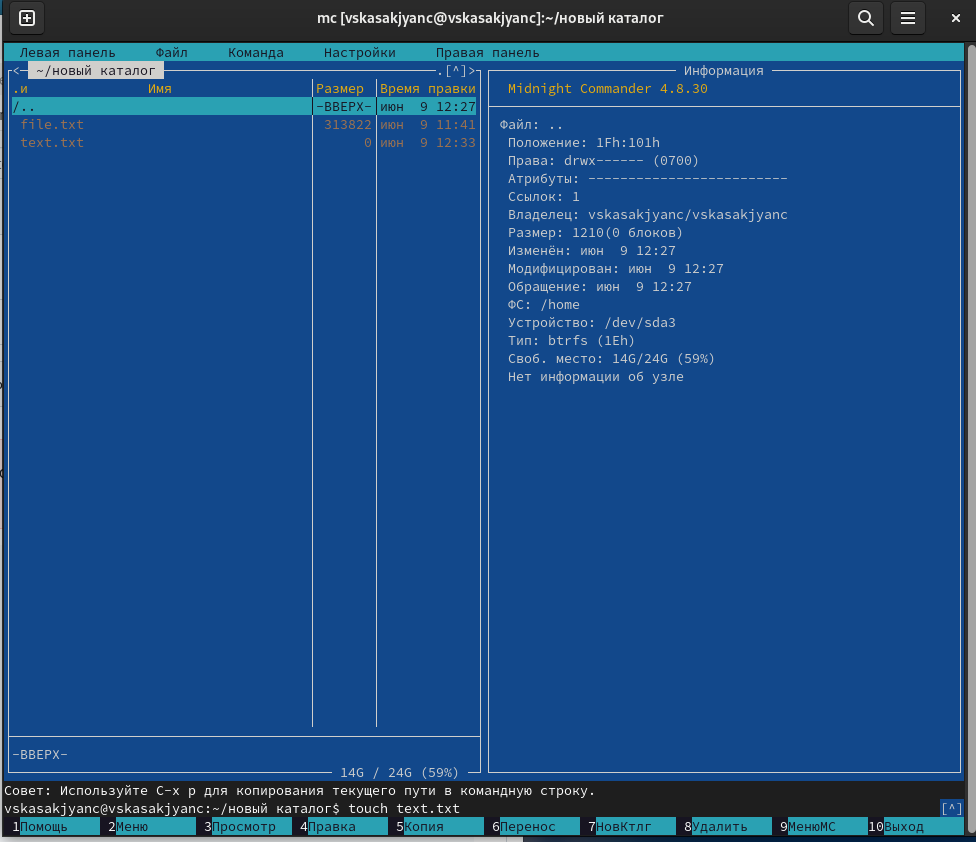 mc [vskasakjyanc@vskasakjyanc]:~/новый каталог
Левая панель Файл Команда Настройки Правая панель
<─ ~/новый каталог .[^]>
.и Имя Размер Время правки
/.. -ВВЕРХ- июн 9 12:27
file.txt 313822 июн 9 11:41
text.txt 0 июн 9 12:33
-ВВЕРХ-
14G / 24G (59%)
Информация
Midnight Commander 4.8.30
Файл: ..
Положение: 1Fh:101h
Права: drwx------ (0700)
Атрибуты: -------------------------
Ссылок: 1
Владелец: vskasakjyanc/vskasakjyanc
Размер: 1210(0 блоков)
Изменён: июн 9 12:27
Модифицирован: июн 9 12:27
Обращение: июн 9 12:27
ФС: /home
Устройство: /dev/sda3
Тип: btrfs (1Eh)
Своб. место: 14G/24G (59%)
Нет информации об узле
Совет: Используйте C-x p для копирования текущего пути в командную строку.
vskasakjyanc@vskasakjyanc:~/новый каталог$ touch text.txt [^]
1Помощь 2Меню 3Просмотр 4Правка 5Копия 6Перенос 7НовКтлг 8Удалить 9МенюМС 10Выход